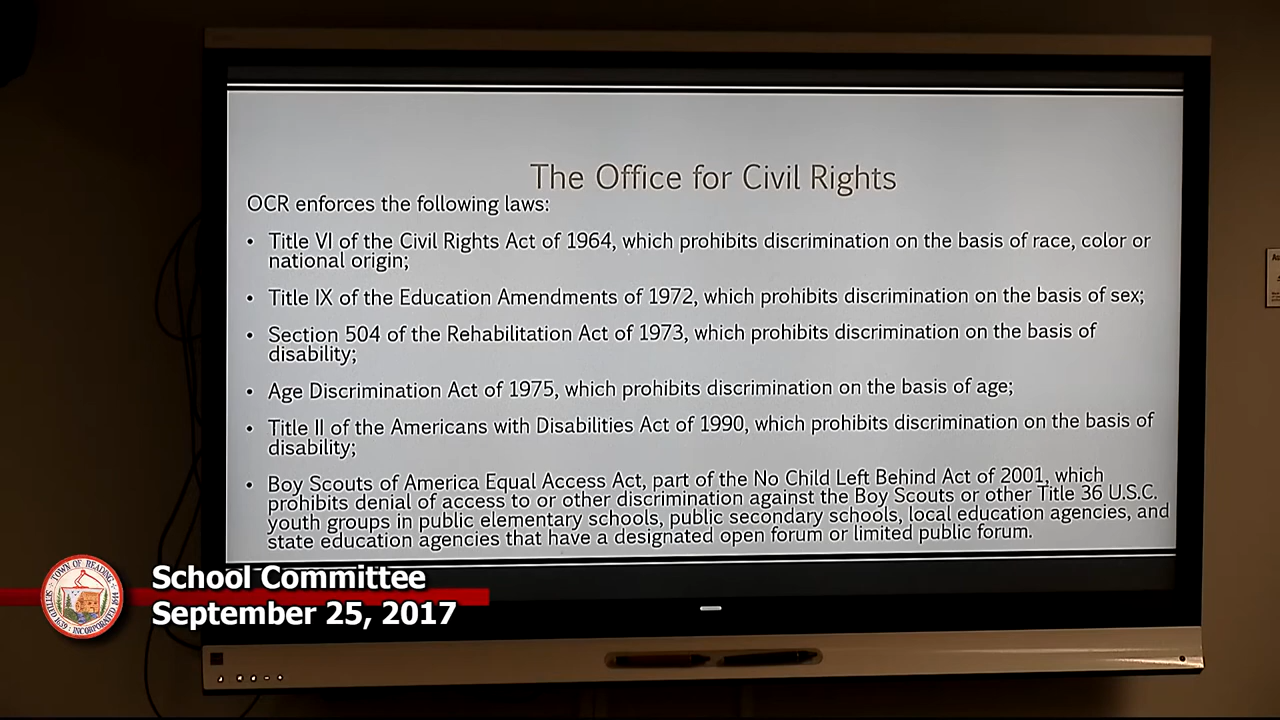 The Office for Civil Rights
OCR enforces the following laws:
• Title VI of the Civil Rights Act of 1964, which prohibits discrimination on the basis of race, color or
national origin;
• Title IX of the Education Amendments of 1972, which prohibits discrimination on the basis of sex;
• Section 504 of the Rehabilitation Act of 1973, which prohibits discrimination on the basis of
disability;
• Age Discrimination Act of 1975, which prohibits discrimination on the basis of age;
• Title II of the Americans with Disabilities Act of 1990, which prohibits discrimination on the basis of
disability;
• Boy Scouts of America Equal Access Act, part of the No Child Left Behind Act of 2001, which
prohibits denial of access to or other discrimination against the Boy Scouts or other Title 36 U.S.C.
youth groups in public elementary schools, public secondary schools, local education agencies, and
state education agencies that have a designated open forum or limited public forum.
TOWN OF READING
SETTLED 1639 · INCORPORATED 1644
School Committee
September 25, 2017